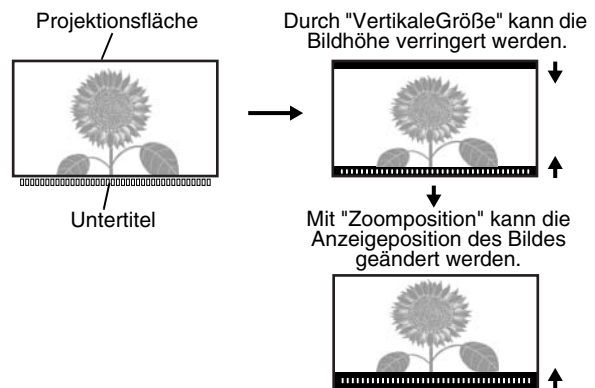 Projektionsfläche
Durch "VertikaleGröße" kann die
Bildhöhe verringert werden.
Untertitel
Mit "Zoomposition" kann die
Anzeigeposition des Bildes
geändert werden.